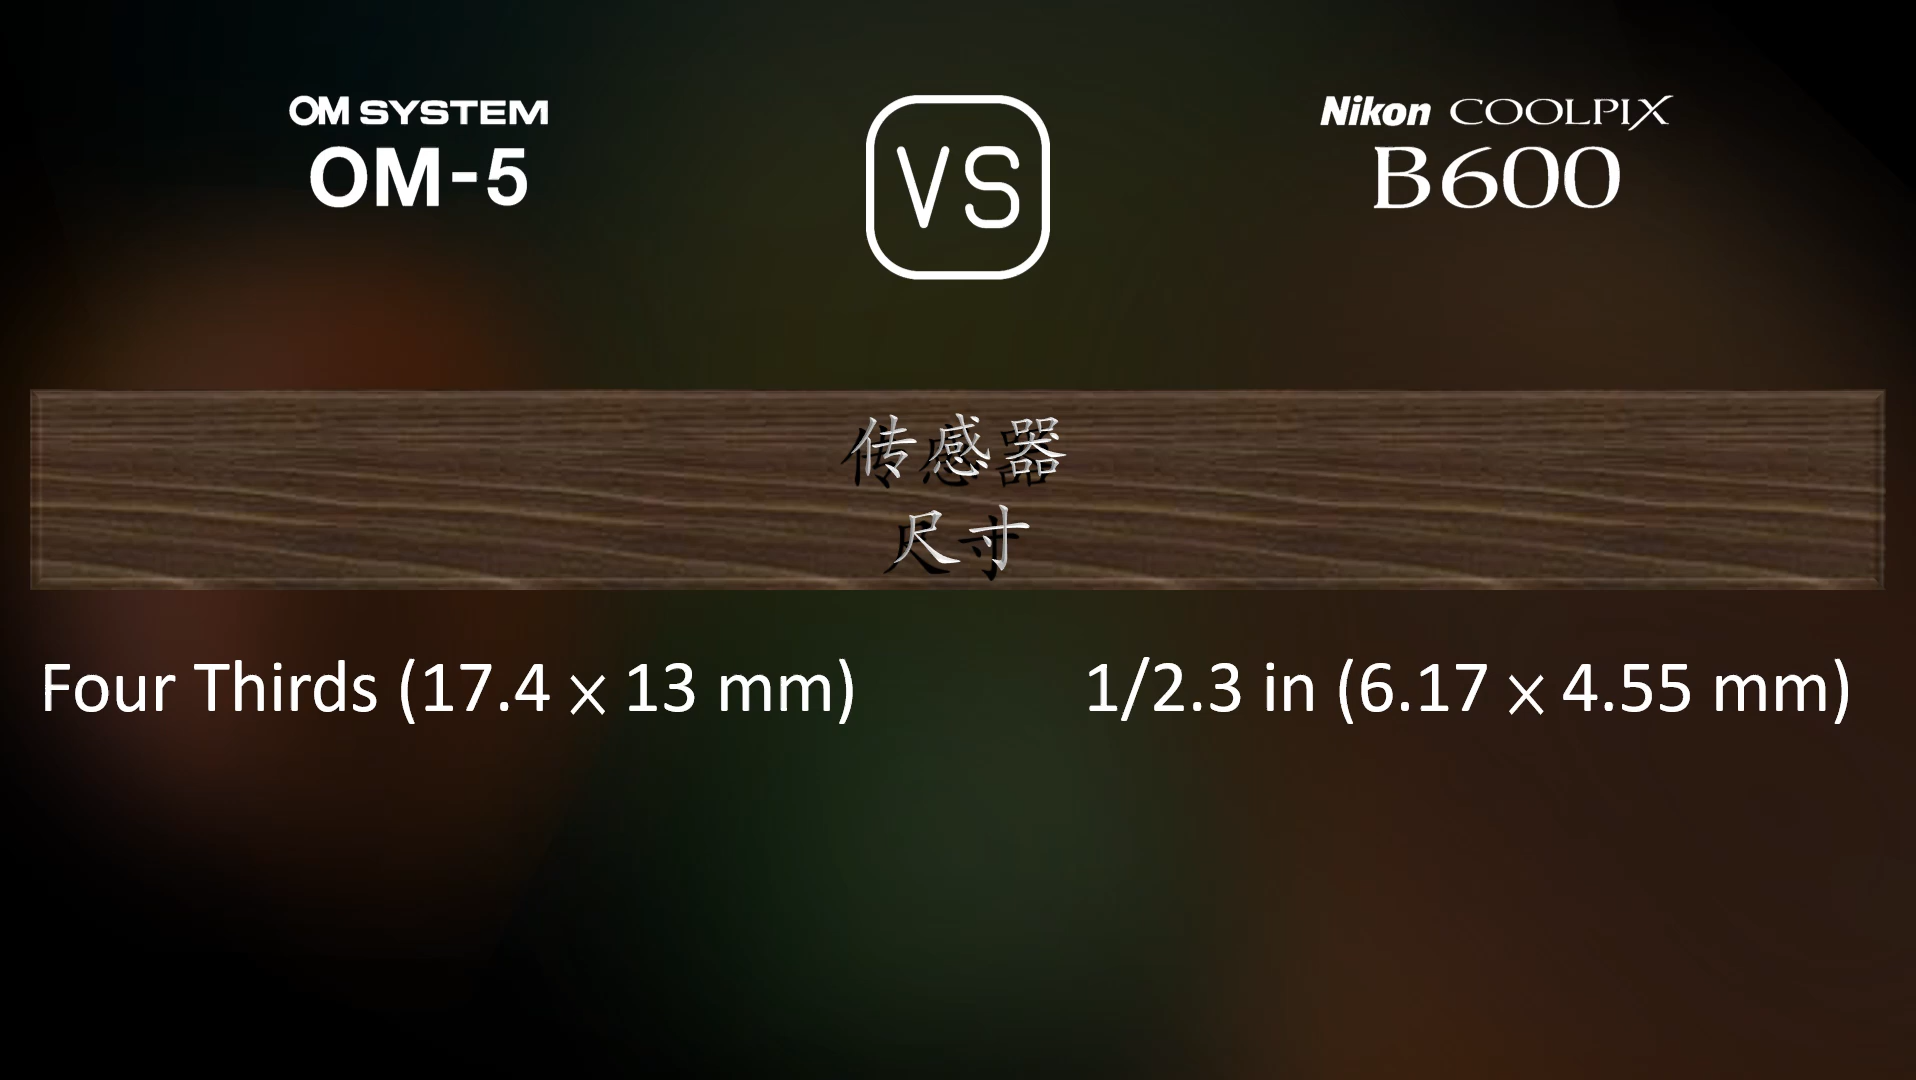 OM SYSTEM
OM-5
VS
Nikon COOLPIX
B600
传感器
尺寸
Four Thirds (17.4 x 13 mm)
1/2.3 in (6.17 x 4.55 mm)